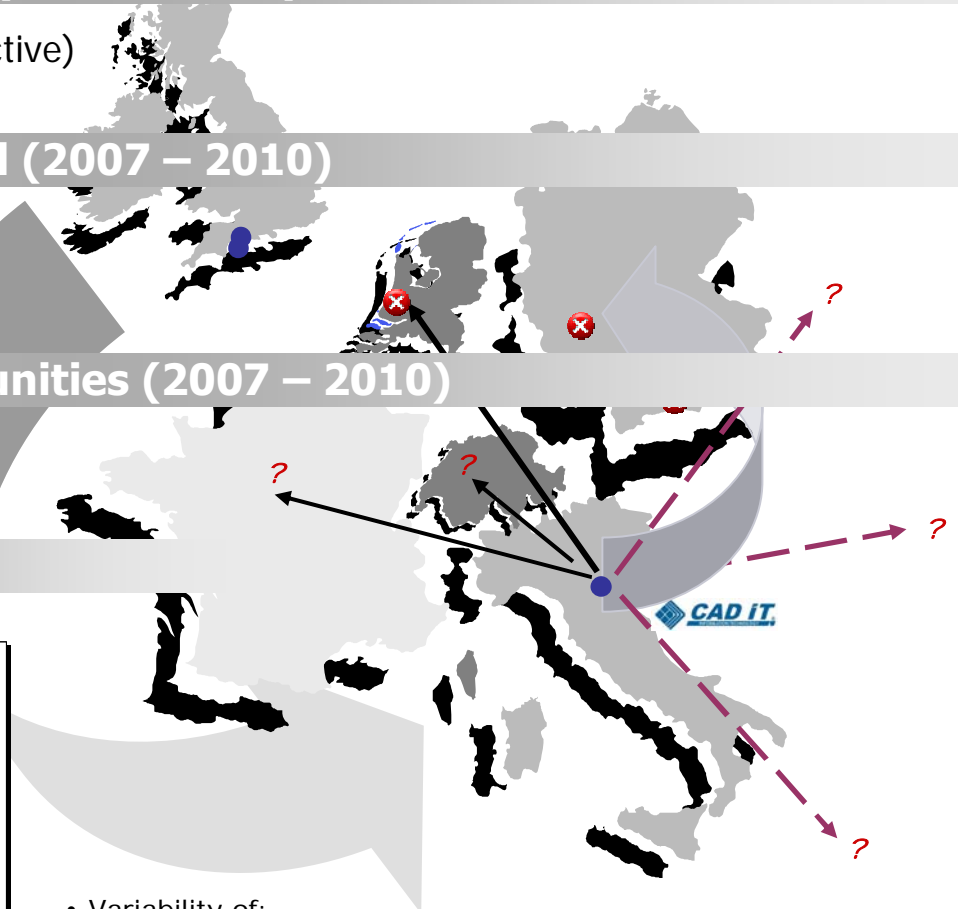 ctive)
l (2007 – 2010)
?
unities (2007 – 2010)
?
?
?
CAD iT
?
• Variability of: